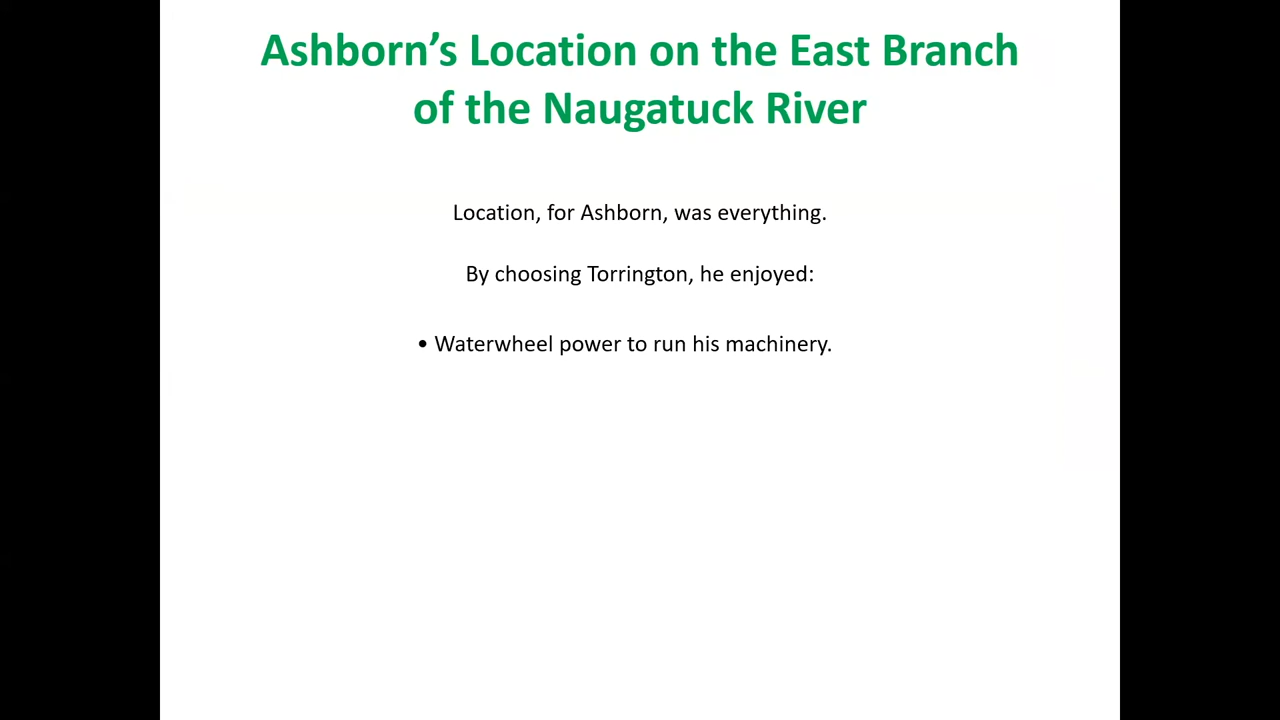 Ashborn’s Location on the East Branch
of the Naugatuck River
Location, for Ashborn, was everything.
By choosing Torrington, he enjoyed:
• Waterwheel power to run his machinery.